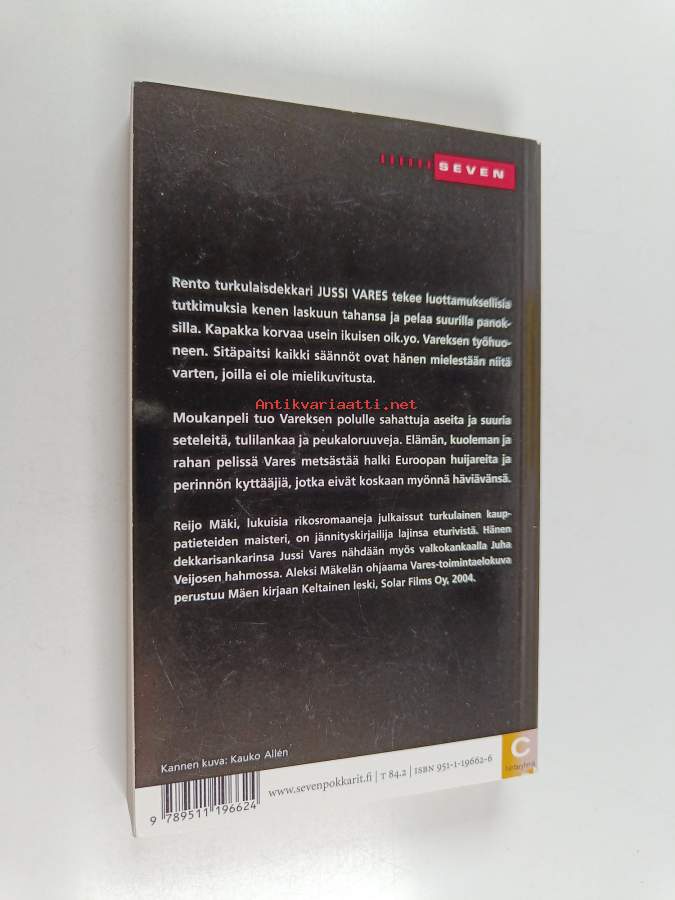 SEVEN
Rento turkulaisdekkari JUSSI VARES tekee luottamuksellisia
tutkimuksia kenen laskuun tahansa ja pelaa suurilla panok-
silla. Kapakka korvaa usein ikuisen oik.yo. Vareksen työhuo-
neen. Sitäpaitsi kaikki säännöt ovat hänen mielestään niitä
varten, joilla ei ole mielikuvitusta.
Antikvariaatti.net
Moukanpeli tuo Vareksen polulle sahattuja aseita ja suuria
seteleitä, tulilankaa ja peukaloruuveja. Elämän, kuoleman ja
rahan pelissä Vares metsästää halki Euroopan huijareita ja
perinnön kyttääjiä, jotka eivät koskaan myönnä häviävänsä.
Reijo Mäki, lukuisia rikosromaaneja julkaissut turkulainen kaup-
patieteiden maisteri, on jännityskirjailija lajinsa eturivistä. Hänen
dekkarisankarinsa Jussi Vares nähdään myös valkokankaalla Juha
Veijosen hahmossa. Aleksi Mäkelän ohjaama Vares-toimintaelokuva
perustuu Mäen kirjaan Keltainen leski, Solar Films Oy, 2004.
Kannen kuva: Kauko Allén
C
www.sevenpokkarit.fi | T 84.2 | ISBN 951-1-19662-6
9 789511 196624